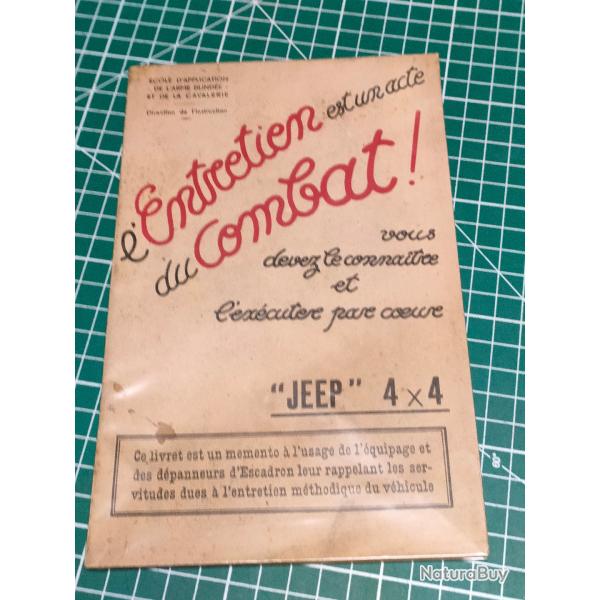 ECOLE D'APPLICATION
DE L'ARME BLINDÉE
ET DE LA CAVALERIE
Direction de l'Instruction
l'Entretien est un acte
du Combat !
vous
devez le connaître
et
l'exécuter par coeur
"JEEP" 4×4
Ce livret est un memento à l'usage de l'équipage et
des dépanneurs d'Escadron leur rappelant les ser-
vitudes dues à l'entretien méthodique du véhicule
NaturaBuy